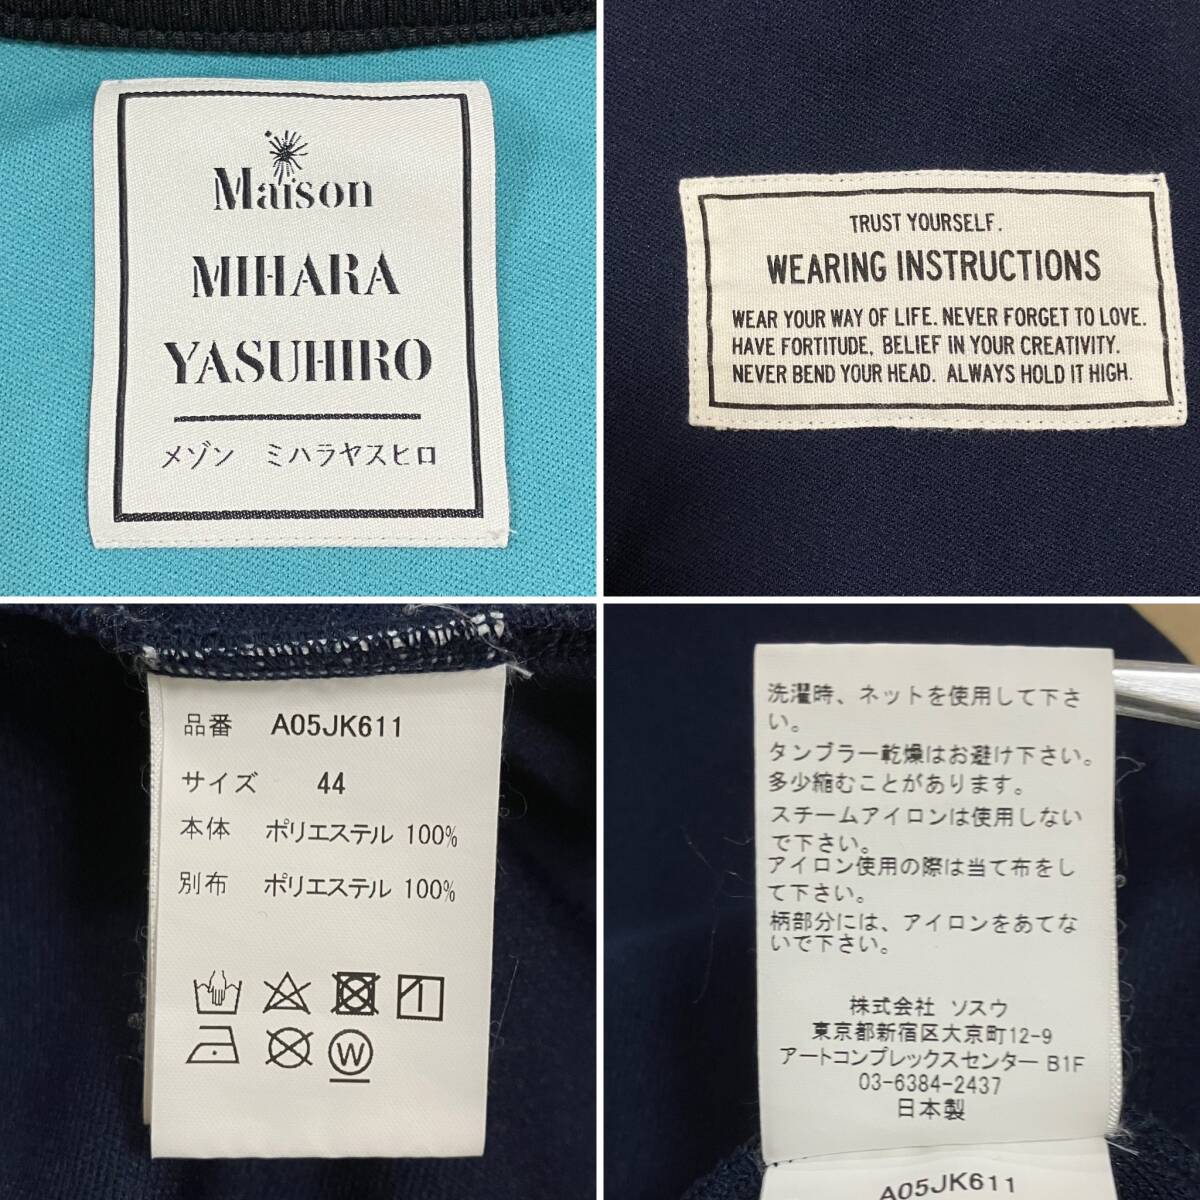 Maison
MIHARA
YASUHIRO
メゾン ミハラヤスヒロ
TRUST YOURSELF.
WEARING INSTRUCTIONS
WEAR YOUR WAY OF LIFE. NEVER FORGET TO LOVE.
HAVE FORTITUDE, BELIEF IN YOUR CREATIVITY.
NEVER BEND YOUR HEAD. ALWAYS HOLD IT HIGH.
品番 A05JK611
サイズ 44
本体 ポリエステル 100%
別布 ポリエステル 100%
W
洗濯時、ネットを使用して下さ
い。
タンブラー乾燥はお避け下さい。
多少縮むことがあります。
スチームアイロンは使用しない
で下さい。
アイロン使用の際は当て布をし
て下さい。
柄部分には、アイロンをあてな
いで下さい。
株式会社 ソスウ
東京都新宿区大京町12-9
アートコンプレックスセンター B1F
03-6384-2437
日本製
A05JK611